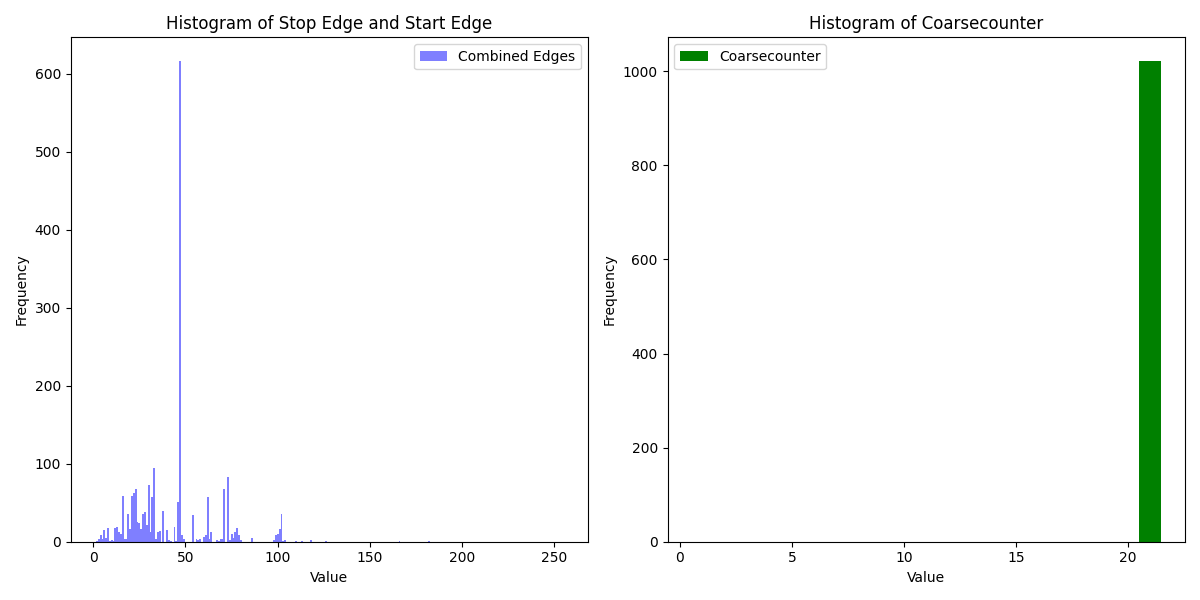 Histogram of Stop Edge and Start Edge
Combined Edges
Frequency
600
500
400
300
200
100
0
0 50 100 150 200 250
Value
Histogram of Coarsecounter
Coarsecounter
Frequency
1000
800
600
400
200
0
0 5 10 15 20
Value